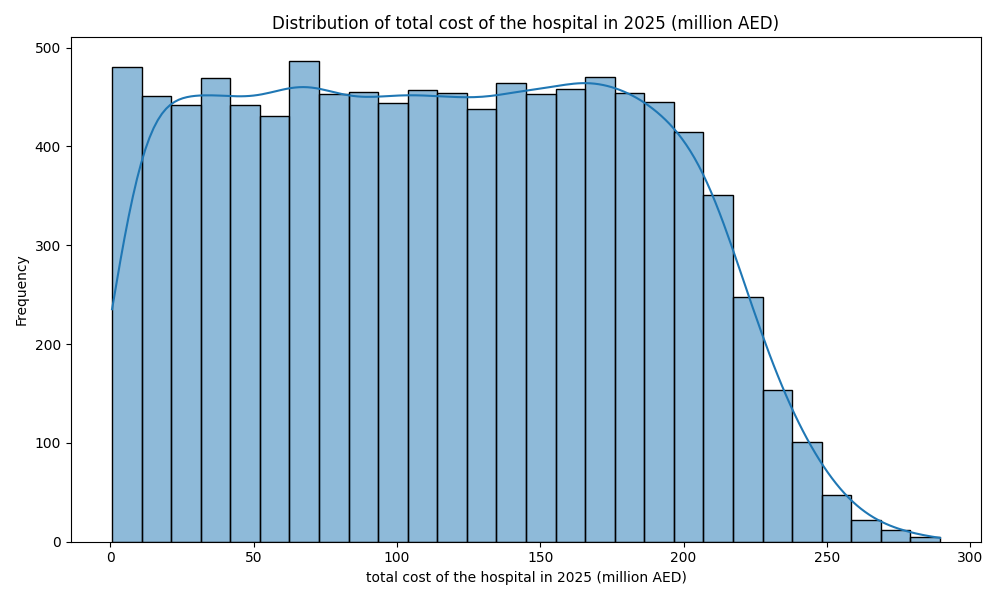 Distribution of total cost of the hospital in 2025 (million AED)
500
400
300
200
100
0
Frequency
0 50 100 150 200 250 300
total cost of the hospital in 2025 (million AED)